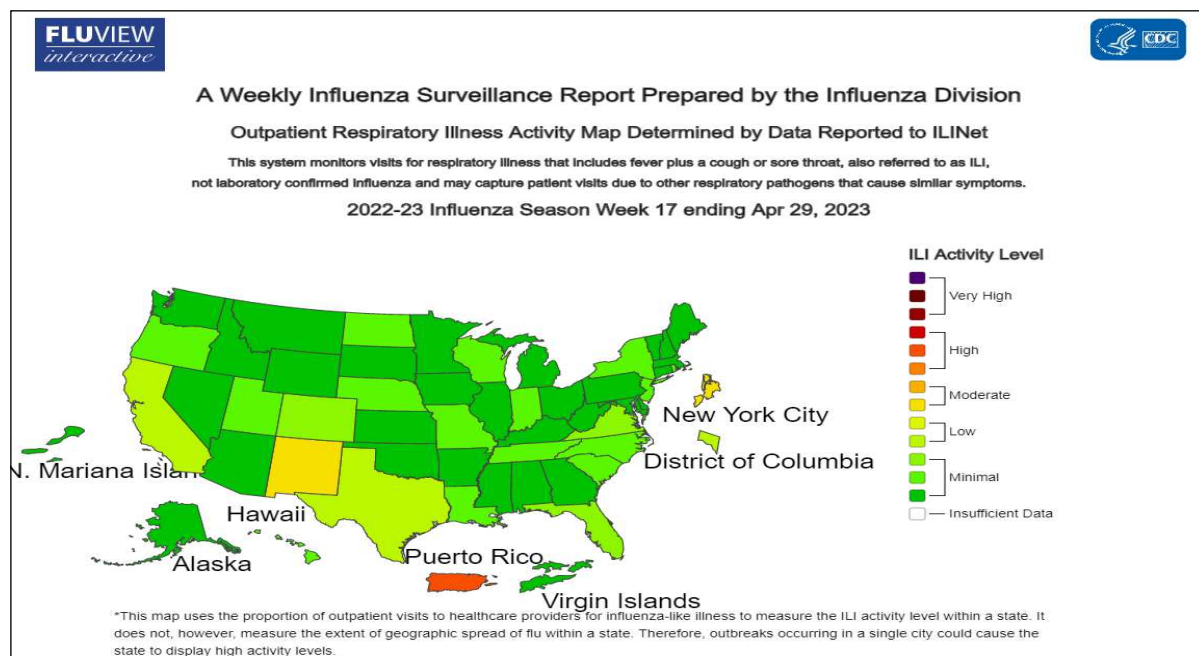 FLUVIEW
interactive
CDC
A Weekly Influenza Surveillance Report Prepared by the Influenza Division
Outpatient Respiratory Illness Activity Map Determined by Data Reported to ILINet
This system monitors visits for respiratory illness that includes fever plus a cough or sore throat, also referred to as ILI,
not laboratory confirmed influenza and may capture patient visits due to other respiratory pathogens that cause similar symptoms.
2022-23 Influenza Season Week 17 ending Apr 29, 2023
ILI Activity Level
Very High
High
Moderate
Low
Minimal
Insufficient Data
New York City
District of Columbia
N. Mariana Islan
Hawaii
Alaska
Puerto Rico
Virgin Islands
*This map uses the proportion of outpatient visits to healthcare providers for influenza-like illness to measure the ILI activity level within a state. It
does not, however, measure the extent of geographic spread of flu within a state. Therefore, outbreaks occurring in a single city could cause the
state to display high activity levels.